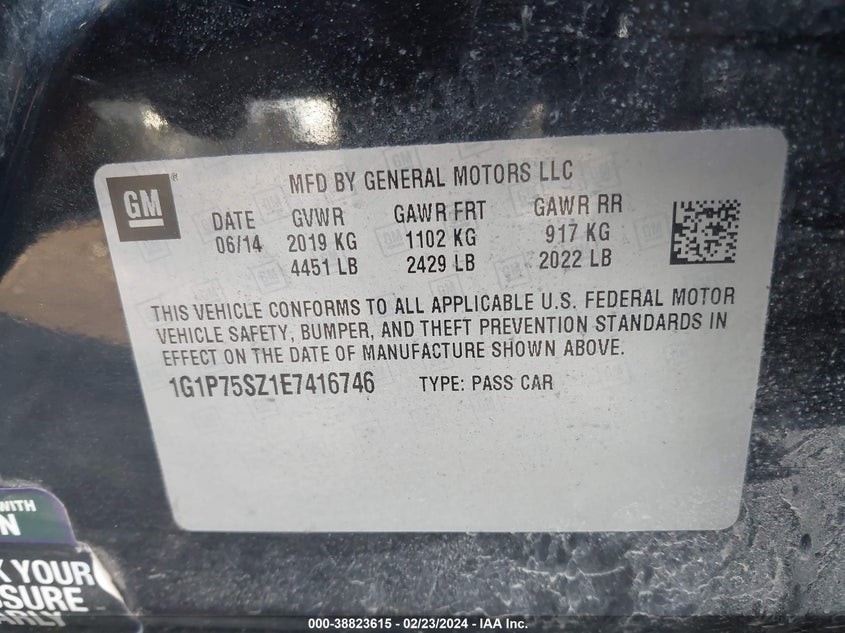 GM ®
MFD BY GENERAL MOTORS LLC
DATE GVWR GAWR FRT GAWR RR
06/14 2019 KG 1102 KG 917 KG
4451 LB 2429 LB 2022 LB
THIS VEHICLE CONFORMS TO ALL APPLICABLE U.S. FEDERAL MOTOR
VEHICLE SAFETY, BUMPER, AND THEFT PREVENTION STANDARDS IN
EFFECT ON THE DATE OF MANUFACTURE SHOWN ABOVE.
1G1P75SZ1E7416746 TYPE: PASS CAR
WITH
N
K YOUR
SURE
ARLY
000-38823615 - 02/23/2024 - IAA Inc.